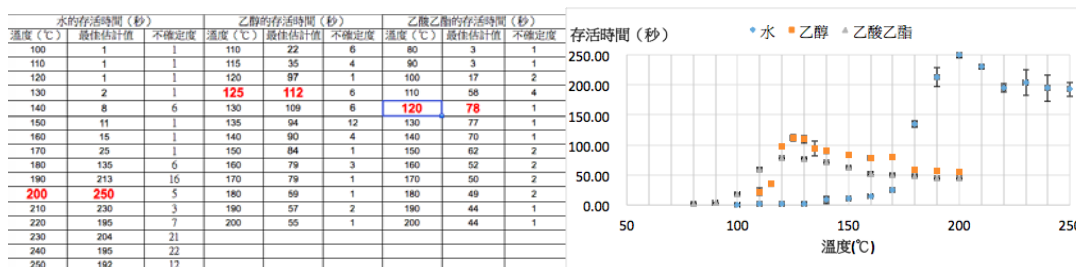 水的存活時間（秒） 乙醇的存活時間（秒） 乙酸乙酯的存活時間（秒）
溫度（℃） 最佳估計值 不確定度 溫度（℃） 最佳估計值 不確定度 溫度（℃） 最佳估計值 不確定度
100 1 1 110 22 6 80 3 1
110 1 1 115 35 4 90 3 1
120 1 1 120 97 1 100 17 2
130 2 1 125 112 6 110 58 4
140 8 6 130 109 6 120 78 1
150 11 1 135 94 12 130 77 1
160 15 1 140 90 4 140 70 1
170 25 1 150 84 1 150 62 2
180 135 6 160 79 3 160 52 2
190 213 16 170 79 1 170 50 2
200 250 5 180 59 1 180 49 2
210 230 3 190 57 2 190 44 1
220 195 7 200 55 1 200 44 1
230 204 21
240 195 22
250 192 12
存活時間（秒） 水 乙醇 乙酸乙酯
250.00
200.00
150.00
100.00
50.00
0.00
50 100 150 200 250
溫度(℃)